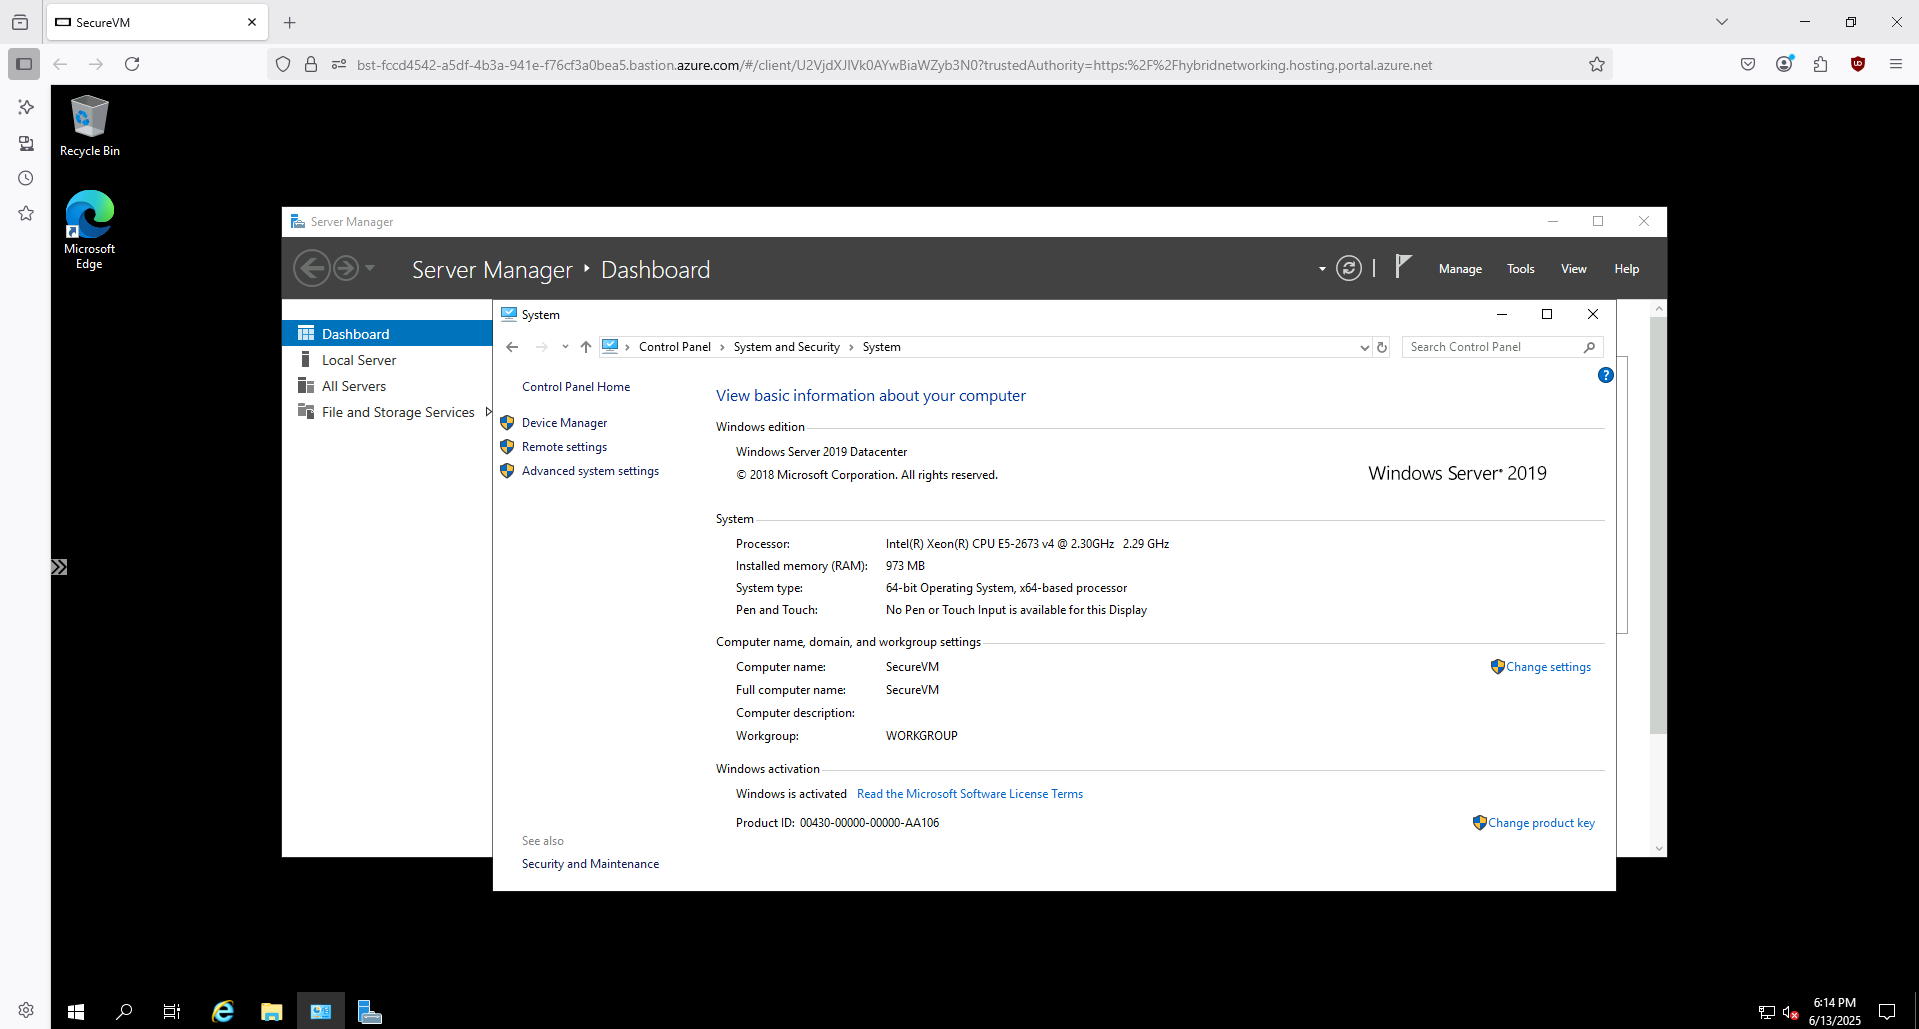 SecureVM
bst-fccd4542-a5df-4b3a-941e-f76cf3a0bea5.bastion.azure.com/#/client/U2VjdXJlVk0AYwBiaWZyb3N0?trustedAuthority=https:%2F%2Fhybridnetworking.hosting.portal.azure.net
Recycle Bin
Microsoft
Edge
Server Manager
Server Manager ‣ Dashboard
Manage Tools View Help
Dashboard
Local Server
All Servers
File and Storage Services
System
Control Panel › System and Security › System
Search Control Panel
Control Panel Home
Device Manager
Remote settings
Advanced system settings
See also
Security and Maintenance
View basic information about your computer
Windows edition
Windows Server 2019 Datacenter
© 2018 Microsoft Corporation. All rights reserved.
Windows Server® 2019
System
Processor: Intel(R) Xeon(R) CPU E5-2673 v4 @ 2.30GHz 2.29 GHz
Installed memory (RAM): 973 MB
System type: 64-bit Operating System, x64-based processor
Pen and Touch: No Pen or Touch Input is available for this Display
Computer name, domain, and workgroup settings
Computer name: SecureVM Change settings
Full computer name: SecureVM
Computer description:
Workgroup: WORKGROUP
Windows activation
Windows is activated Read the Microsoft Software License Terms
Product ID: 00430-00000-00000-AA106 Change product key
6:14 PM
6/13/2025